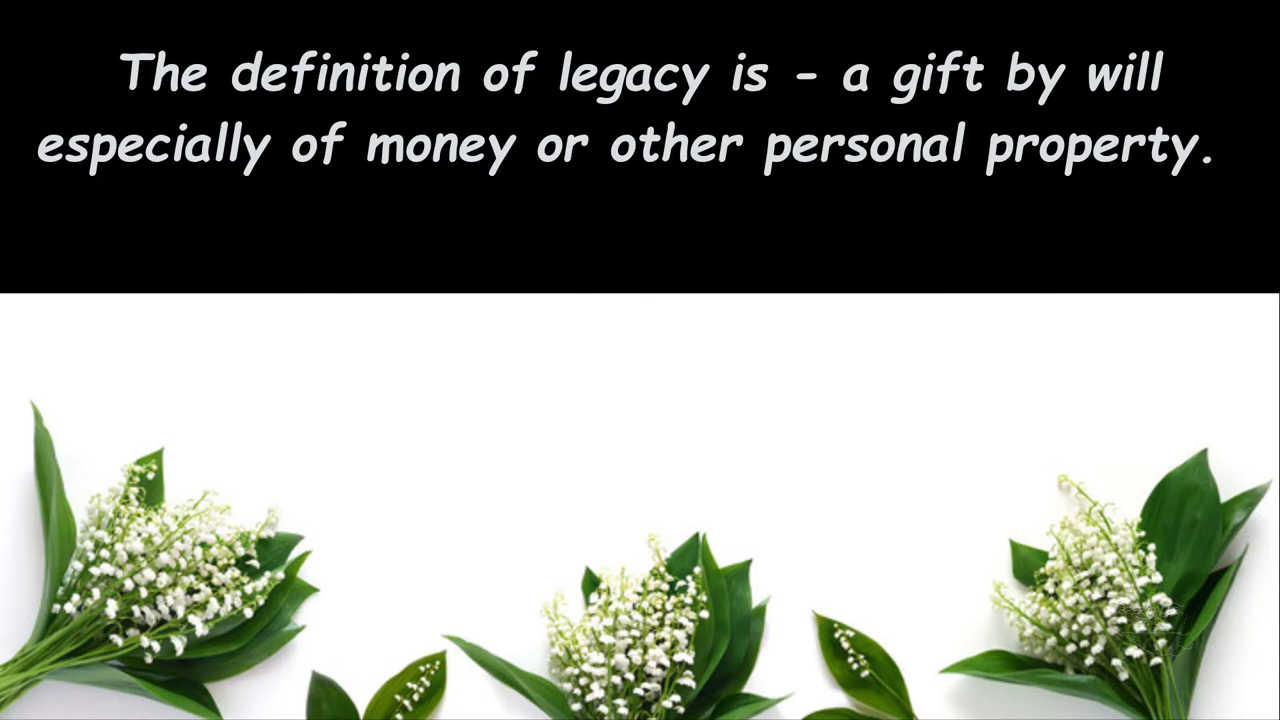 The definition of legacy is - a gift by will
especially of money or other personal property.